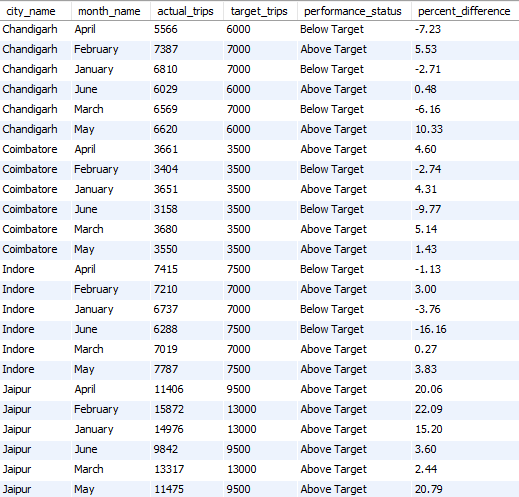 city_name month_name actual_trips target_trips performance_status percent_difference
Chandigarh April 5566 6000 Below Target -7.23
Chandigarh February 7387 7000 Above Target 5.53
Chandigarh January 6810 7000 Below Target -2.71
Chandigarh June 6029 6000 Above Target 0.48
Chandigarh March 6569 7000 Below Target -6.16
Chandigarh May 6620 6000 Above Target 10.33
Coimbatore April 3661 3500 Above Target 4.60
Coimbatore February 3404 3500 Below Target -2.74
Coimbatore January 3651 3500 Above Target 4.31
Coimbatore June 3158 3500 Below Target -9.77
Coimbatore March 3680 3500 Above Target 5.14
Coimbatore May 3550 3500 Above Target 1.43
Indore April 7415 7500 Below Target -1.13
Indore February 7210 7000 Above Target 3.00
Indore January 6737 7000 Below Target -3.76
Indore June 6288 7500 Below Target -16.16
Indore March 7019 7000 Above Target 0.27
Indore May 7787 7500 Above Target 3.83
Jaipur April 11406 9500 Above Target 20.06
Jaipur February 15872 13000 Above Target 22.09
Jaipur January 14976 13000 Above Target 15.20
Jaipur June 9842 9500 Above Target 3.60
Jaipur March 13317 13000 Above Target 2.44
Jaipur May 11475 9500 Above Target 20.79